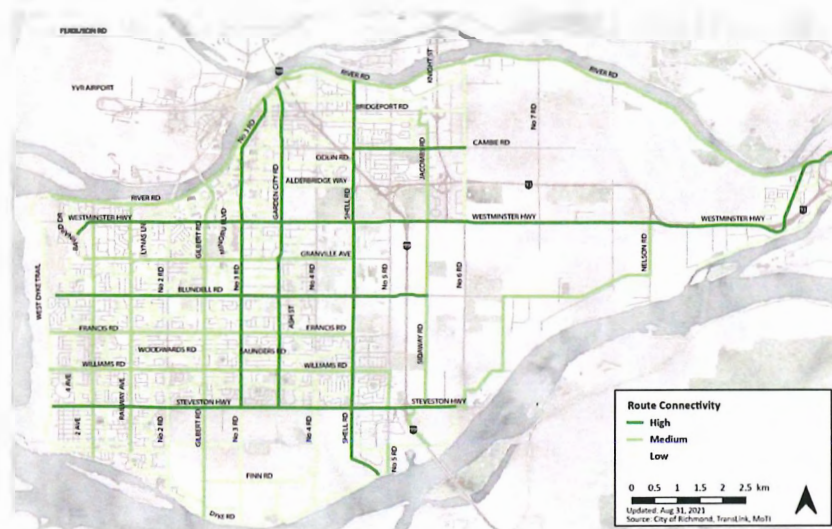 FERGUSON RD
YVR AIRPORT
RIVER RD
KNIGHT ST
RIVER RD
BRIDGEPORT RD
No 3 RD
No 7 RD
CAMBIE RD
ODLIN RD
JACOMBS RD
ALDERBRIDGE WAY
GARDEN CITY RD
SHELL RD
RIVER RD
WESTMINSTER HWY
WESTMINSTER HWY
WESTMINSTER HWY
LYNAS LN
GILBERT RD
MINORU BLVD
GRANVILLE AVE
No 2 RD
No 3 RD
No 4 RD
No 5 RD
No 6 RD
NELSON RD
BLUNDELL RD
WEST DYKE TRAIL
ASH ST
FRANCIS RD
FRANCIS RD
WOODWARDS RD
SAUNDERS RD
SIDAWAY RD
WILLIAMS RD
WILLIAMS RD
4 AVE
RAILWAY AVE
STEVESTON HWY
STEVESTON HWY
2 AVE
No 2 RD
GILBERT RD
No 3 RD
No 4 RD
SHELL RD
No 5 RD
FINN RD
DYKE RD
Route Connectivity
High
Medium
Low
0 0.5 1 1.5 2 2.5 km
Updated: Aug 31, 2021
Source: City of Richmond, TransLink, MoTI